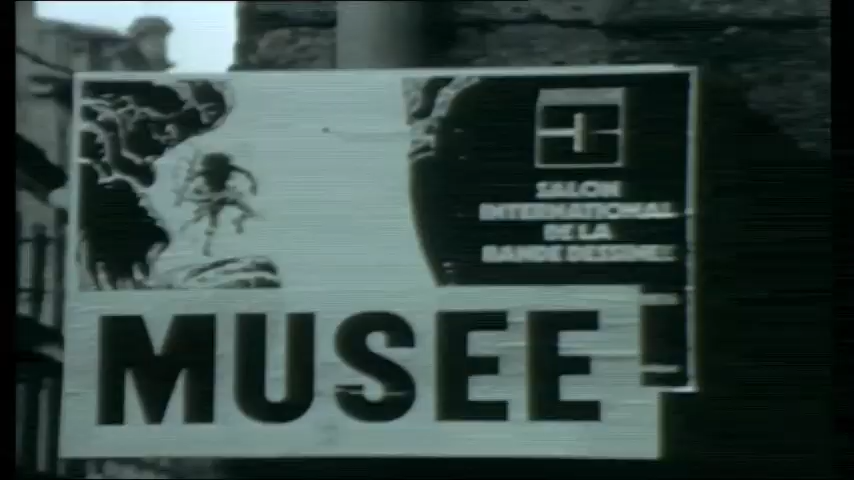 SALON
INTERNATIONAL
DE LA
BANDE DESSINEE
MUSEE